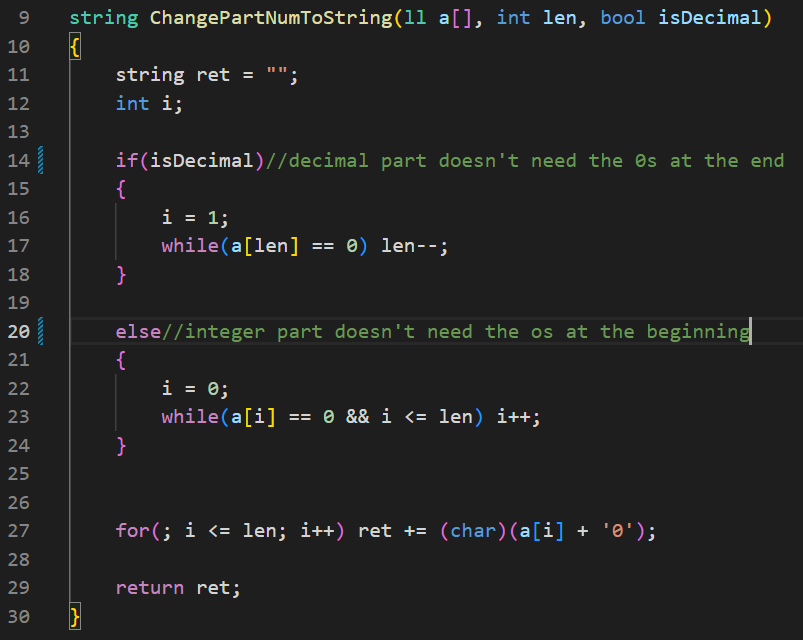 9 string ChangePartNumToString(ll a[], int len, bool isDecimal)
10 {
11 string ret = "";
12 int i;
13
14 if(isDecimal)//decimal part doesn't need the 0s at the end
15 {
16 i = 1;
17 while(a[len] == 0) len--;
18 }
19
20 else//integer part doesn't need the os at the beginning
21 {
22 i = 0;
23 while(a[i] == 0 && i <= len) i++;
24 }
25
26
27 for(; i <= len; i++) ret += (char)(a[i] + '0');
28
29 return ret;
30 }